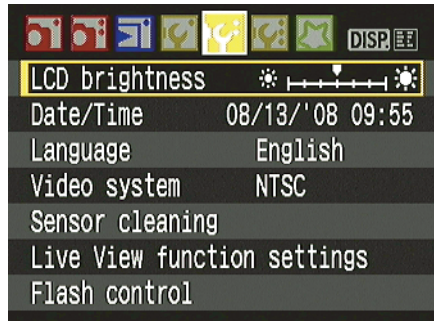 DISP.
LCD brightness
Date/Time 08/13/'08 09:55
Language English
Video system NTSC
Sensor cleaning
Live View function settings
Flash control